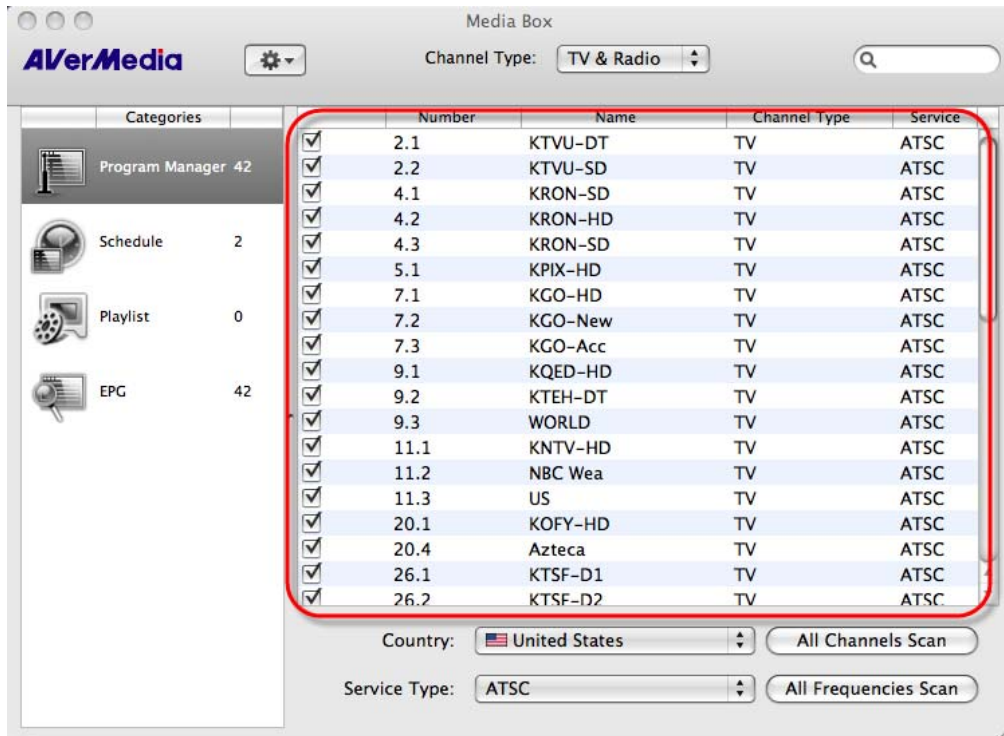 Media Box
AVerMedia
Channel Type: TV & Radio
Categories
Number Name Channel Type Service
Program Manager 42
Schedule 2
Playlist 0
EPG 42
2.1 KTVU-DT TV ATSC
2.2 KTVU-SD TV ATSC
4.1 KRON-SD TV ATSC
4.2 KRON-HD TV ATSC
4.3 KRON-SD TV ATSC
5.1 KPIX-HD TV ATSC
7.1 KGO-HD TV ATSC
7.2 KGO-New TV ATSC
7.3 KGO-Acc TV ATSC
9.1 KQED-HD TV ATSC
9.2 KTEH-DT TV ATSC
9.3 WORLD TV ATSC
11.1 KNTV-HD TV ATSC
11.2 NBC Wea TV ATSC
11.3 US TV ATSC
20.1 KOFY-HD TV ATSC
20.4 Azteca TV ATSC
26.1 KTSF-D1 TV ATSC
26.2 KTSF-D2 TV ATSC
Country: United States All Channels Scan
Service Type: ATSC All Frequencies Scan